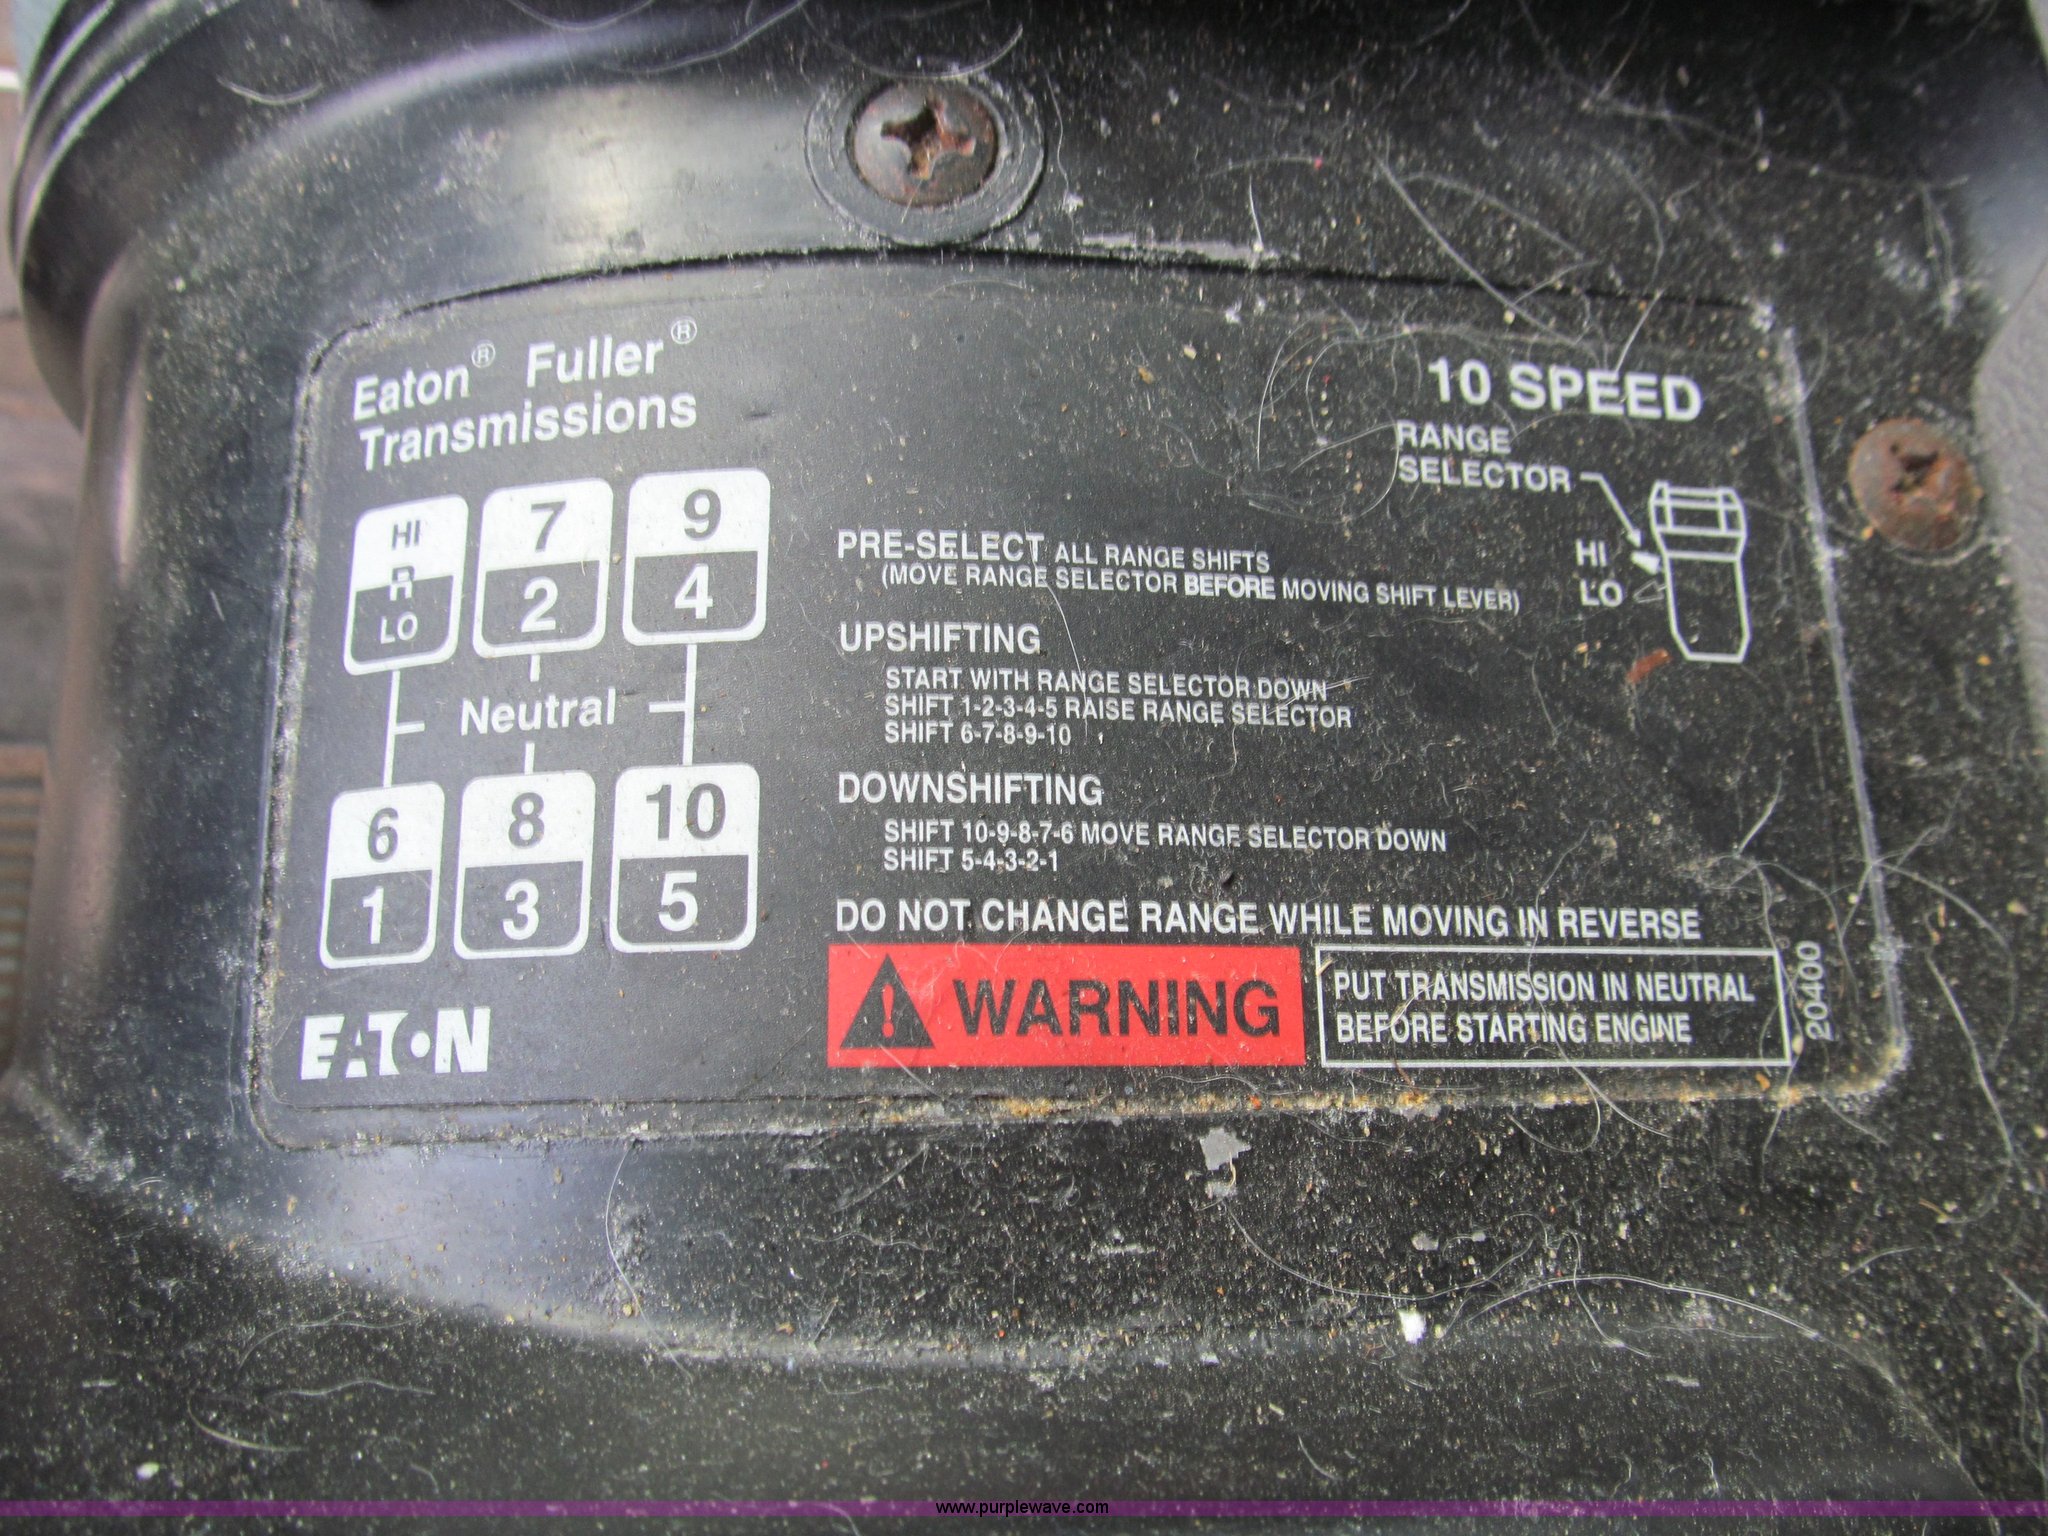 Eaton® Fuller®
Transmissions
10 SPEED
RANGE
SELECTOR
HI
LO
HI
R
LO
7
2
9
4
Neutral
6
1
8
3
10
5
PRE-SELECT ALL RANGE SHIFTS
(MOVE RANGE SELECTOR BEFORE MOVING SHIFT LEVER)
UPSHIFTING
START WITH RANGE SELECTOR DOWN
SHIFT 1-2-3-4-5 RAISE RANGE SELECTOR
SHIFT 6-7-8-9-10
DOWNSHIFTING
SHIFT 10-9-8-7-6 MOVE RANGE SELECTOR DOWN
SHIFT 5-4-3-2-1
DO NOT CHANGE RANGE WHILE MOVING IN REVERSE
WARNING
PUT TRANSMISSION IN NEUTRAL
BEFORE STARTING ENGINE
20400
EATON
www.purplewave.com